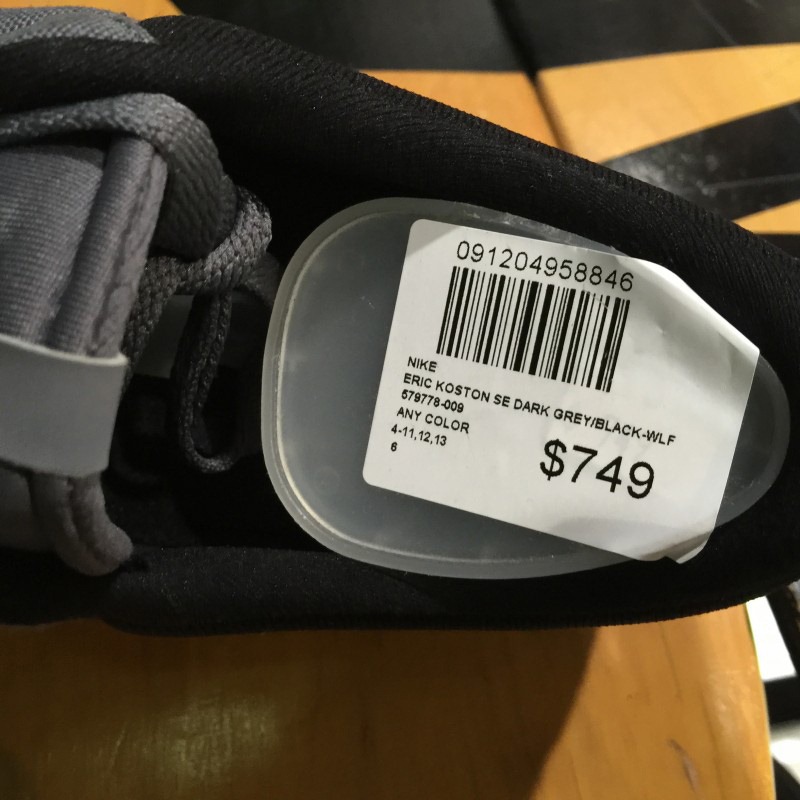 091204958846
NIKE
ERIC KOSTON SE DARK GREY/BLACK-WLF
579778-009
ANY COLOR
4-11,12,13
6
$749